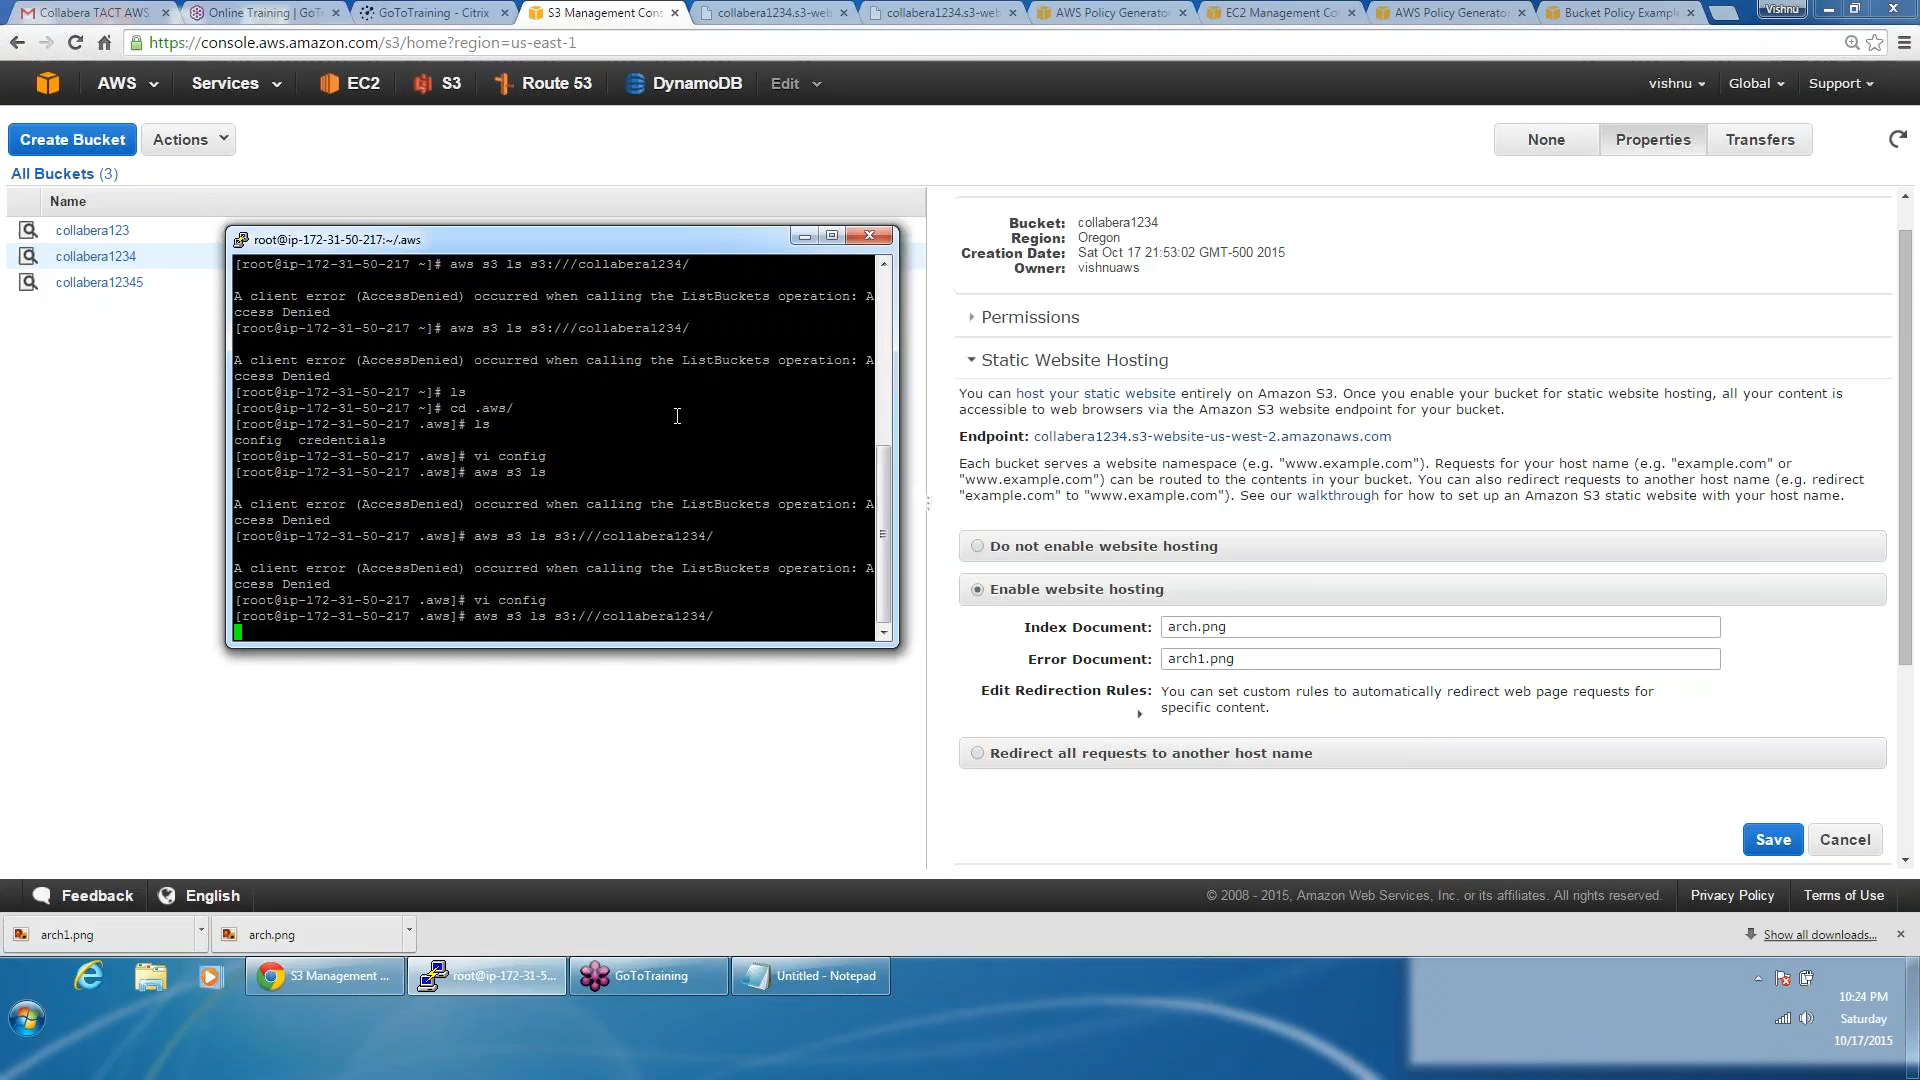 Collabera TACT AWS
Online Training | GoTo
GoToTraining - Citrix
S3 Management Cons
collabera1234.s3-web
collabera1234.s3-web
AWS Policy Generator
EC2 Management Co
AWS Policy Generator
Bucket Policy Example
Vishnu
https://console.aws.amazon.com/s3/home?region=us-east-1
AWS
Services
EC2
S3
Route 53
DynamoDB
Edit
vishnu
Global
Support
Create Bucket
Actions
None
Properties
Transfers
All Buckets (3)
Name
collabera123
collabera1234
collabera12345
root@ip-172-31-50-217:~/.aws
[root@ip-172-31-50-217 ~]# aws s3 ls s3:///collabera1234/
A client error (AccessDenied) occurred when calling the ListBuckets operation: A
ccess Denied
[root@ip-172-31-50-217 ~]# aws s3 ls s3:///collabera1234/
A client error (AccessDenied) occurred when calling the ListBuckets operation: A
ccess Denied
[root@ip-172-31-50-217 ~]# ls
[root@ip-172-31-50-217 ~]# cd .aws/
[root@ip-172-31-50-217 .aws]# ls
config  credentials
[root@ip-172-31-50-217 .aws]# vi config
[root@ip-172-31-50-217 .aws]# aws s3 ls
A client error (AccessDenied) occurred when calling the ListBuckets operation: A
ccess Denied
[root@ip-172-31-50-217 .aws]# aws s3 ls s3:///collabera1234/
A client error (AccessDenied) occurred when calling the ListBuckets operation: A
ccess Denied
[root@ip-172-31-50-217 .aws]# vi config
[root@ip-172-31-50-217 .aws]# aws s3 ls s3:///collabera1234/
Bucket: collabera1234
Region: Oregon
Creation Date: Sat Oct 17 21:53:02 GMT-500 2015
Owner: vishnuaws
Permissions
Static Website Hosting
You can host your static website entirely on Amazon S3. Once you enable your bucket for static website hosting, all your content is
accessible to web browsers via the Amazon S3 website endpoint for your bucket.
Endpoint: collabera1234.s3-website-us-west-2.amazonaws.com
Each bucket serves a website namespace (e.g. "www.example.com"). Requests for your host name (e.g. "example.com" or
"www.example.com") can be routed to the contents in your bucket. You can also redirect requests to another host name (e.g. redirect
"example.com" to "www.example.com"). See our walkthrough for how to set up an Amazon S3 static website with your host name.
Do not enable website hosting
Enable website hosting
Index Document: arch.png
Error Document: arch1.png
Edit Redirection Rules: You can set custom rules to automatically redirect web page requests for
specific content.
Redirect all requests to another host name
Save
Cancel
Feedback
English
© 2008 - 2015, Amazon Web Services, Inc. or its affiliates. All rights reserved.
Privacy Policy
Terms of Use
arch1.png
arch.png
Show all downloads...
S3 Management ...
root@ip-172-31-5...
GoToTraining
Untitled - Notepad
10:24 PM
Saturday
10/17/2015